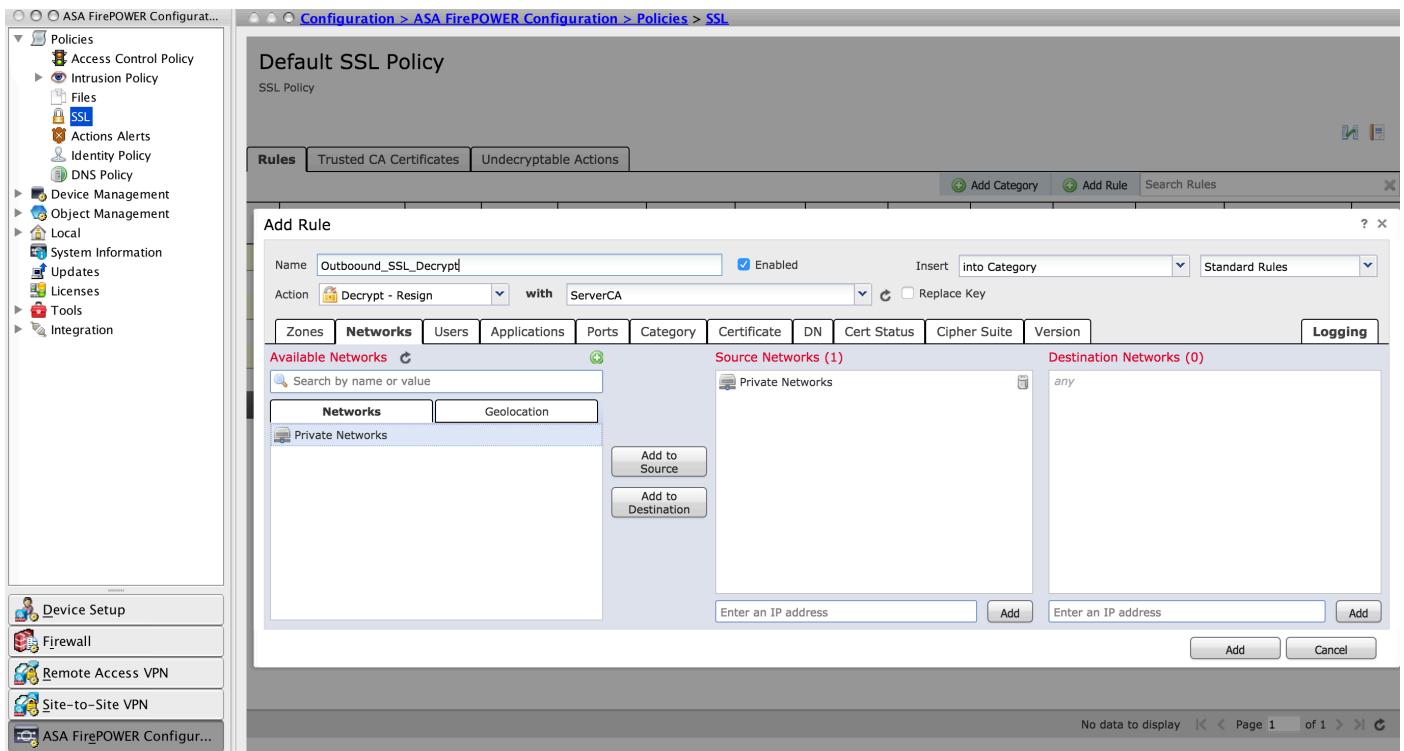 ASA FirePOWER Configurat...
Configuration > ASA FirePOWER Configuration > Policies > SSL
Policies
Access Control Policy
Intrusion Policy
Files
SSL
Actions Alerts
Identity Policy
DNS Policy
Device Management
Object Management
Local
System Information
Updates
Licenses
Tools
Integration
Device Setup
Firewall
Remote Access VPN
Site-to-Site VPN
ASA FirePOWER Configur...
Default SSL Policy
SSL Policy
Rules Trusted CA Certificates Undecryptable Actions
Add Category Add Rule Search Rules
Add Rule ?
Name Outboound_SSL_Decrypt Enabled Insert into Category Standard Rules
Action Decrypt - Resign with ServerCA Replace Key
Zones Networks Users Applications Ports Category Certificate DN Cert Status Cipher Suite Version Logging
Available Networks Source Networks (1) Destination Networks (0)
Search by name or value Private Networks any
Networks Geolocation
Private Networks
Add to
Source
Add to
Destination
Enter an IP address Add Enter an IP address Add
Add Cancel
No data to display Page 1 of 1